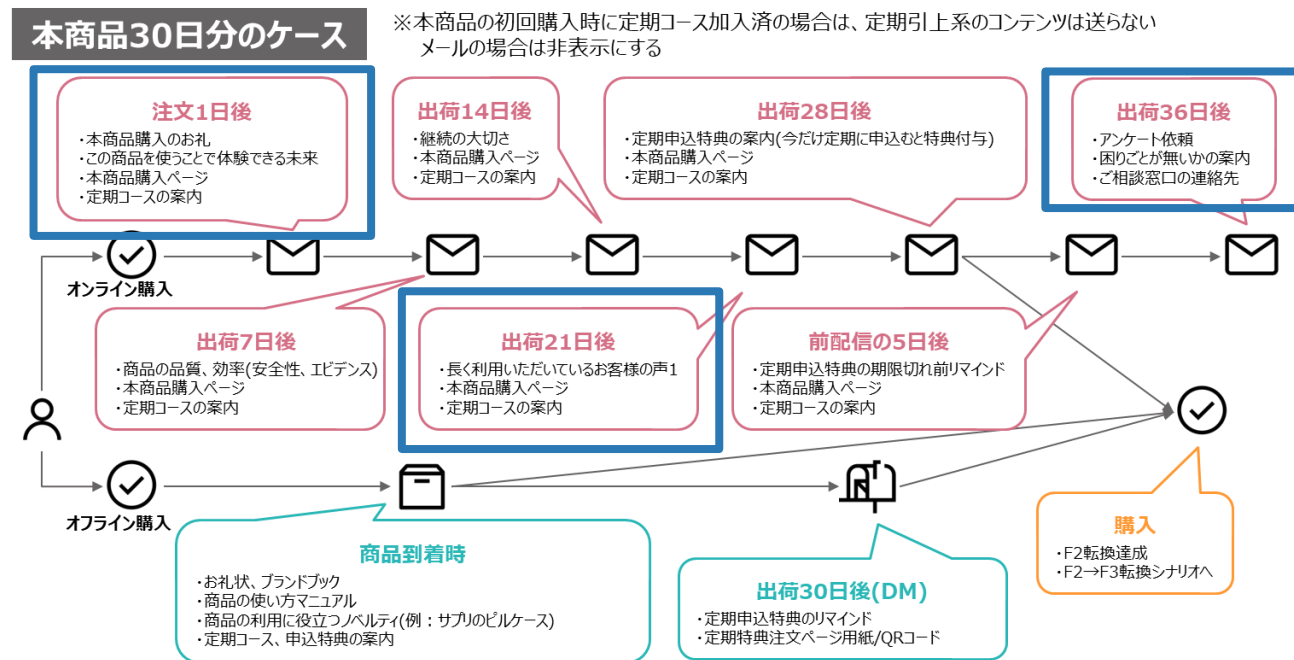 本商品30日分のケース
※本商品の初回購入時に定期コース加入済の場合は、定期引上系のコンテンツは送らない
メールの場合は非表示にする
注文1日後
・本商品購入のお礼
・この商品を使うことで体験できる未来
・本商品購入ページ
・定期コースの案内
出荷14日後
・継続の大切さ
・本商品購入ページ
・定期コースの案内
出荷28日後
・定期申込特典の案内(今だけ定期に申込むと特典付与)
・本商品購入ページ
・定期コースの案内
出荷36日後
・アンケート依頼
・困りごとが無いかの案内
・ご相談窓口の連絡先
オンライン購入
出荷7日後
・商品の品質、効率(安全性、エビデンス)
・本商品購入ページ
・定期コースの案内
出荷21日後
・長く利用いただいているお客様の声1
・本商品購入ページ
・定期コースの案内
前配信の5日後
・定期申込特典の期限切れ前リマインド
・本商品購入ページ
・定期コースの案内
オフライン購入
商品到着時
・お礼状、ブランドブック
・商品の使い方マニュアル
・商品の利用に役立つノベルティ(例：サプリのピルケース)
・定期コース、申込特典の案内
出荷30日後(DM)
・定期申込特典のリマインド
・定期特典注文ページ用紙/QRコード
購入
・F2転換達成
・F2→F3転換シナリオへ